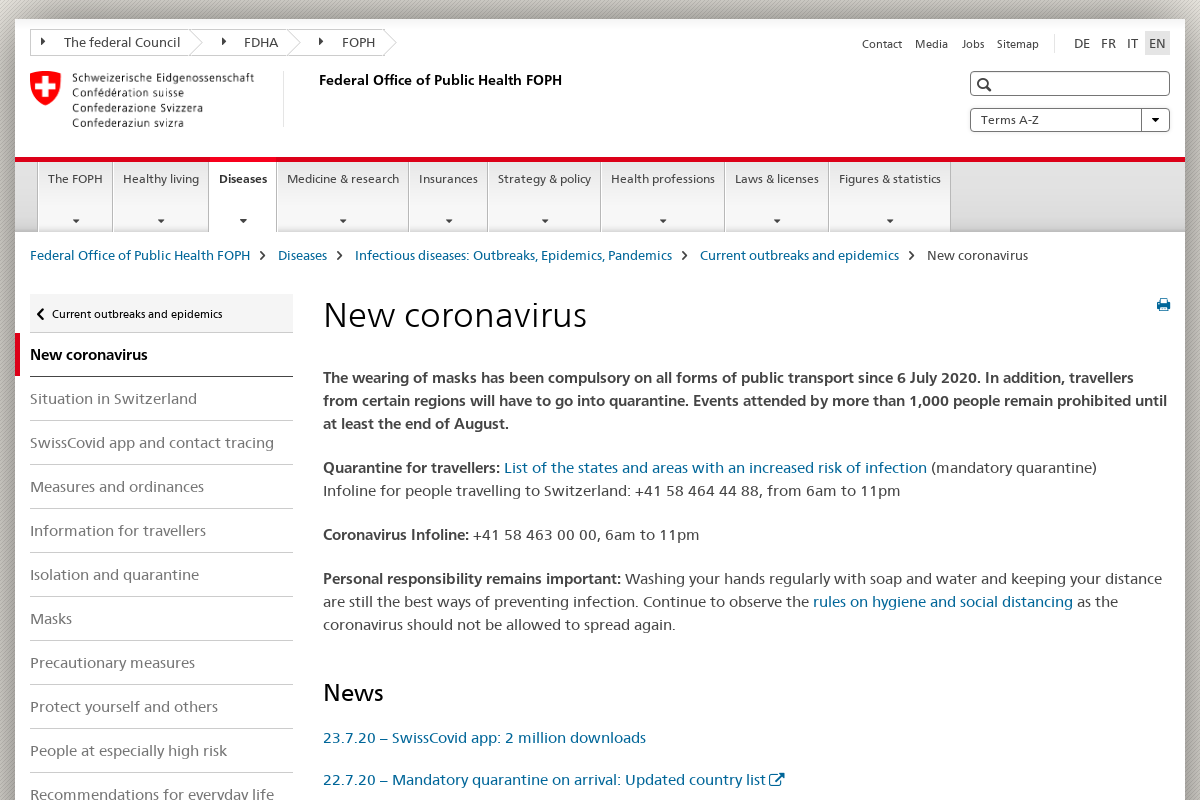 The federal Council
FDHA
FOPH
Contact
Media
Jobs
Sitemap
DE
FR
IT
EN
Schweizerische Eidgenossenschaft
Confédération suisse
Confederazione Svizzera
Confederaziun svizra
Federal Office of Public Health FOPH
Terms A-Z
The FOPH
Healthy living
Diseases
Medicine & research
Insurances
Strategy & policy
Health professions
Laws & licenses
Figures & statistics
Federal Office of Public Health FOPH
Diseases
Infectious diseases: Outbreaks, Epidemics, Pandemics
Current outbreaks and epidemics
New coronavirus
Current outbreaks and epidemics
New coronavirus
Situation in Switzerland
SwissCovid app and contact tracing
Measures and ordinances
Information for travellers
Isolation and quarantine
Masks
Precautionary measures
Protect yourself and others
People at especially high risk
Recommendations for everyday life
New coronavirus
The wearing of masks has been compulsory on all forms of public transport since 6 July 2020. In addition, travellers
from certain regions will have to go into quarantine. Events attended by more than 1,000 people remain prohibited until
at least the end of August.
Quarantine for travellers: List of the states and areas with an increased risk of infection (mandatory quarantine)
Infoline for people travelling to Switzerland: +41 58 464 44 88, from 6am to 11pm
Coronavirus Infoline: +41 58 463 00 00, 6am to 11pm
Personal responsibility remains important: Washing your hands regularly with soap and water and keeping your distance
are still the best ways of preventing infection. Continue to observe the rules on hygiene and social distancing as the
coronavirus should not be allowed to spread again.
News
23.7.20 – SwissCovid app: 2 million downloads
22.7.20 – Mandatory quarantine on arrival: Updated country list